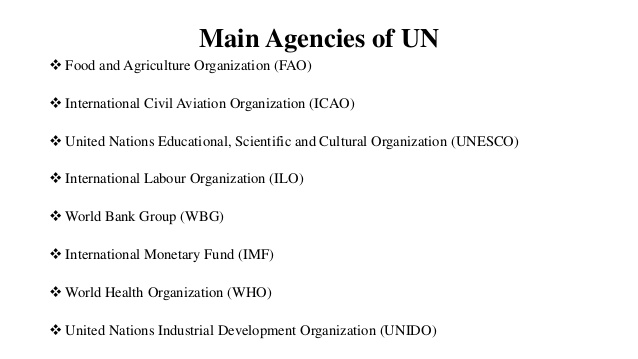 Main Agencies of UN
❖ Food and Agriculture Organization (FAO)
❖ International Civil Aviation Organization (ICAO)
❖ United Nations Educational, Scientific and Cultural Organization (UNESCO)
❖ International Labour Organization (ILO)
❖ World Bank Group (WBG)
❖ International Monetary Fund (IMF)
❖ World Health Organization (WHO)
❖ United Nations Industrial Development Organization (UNIDO)